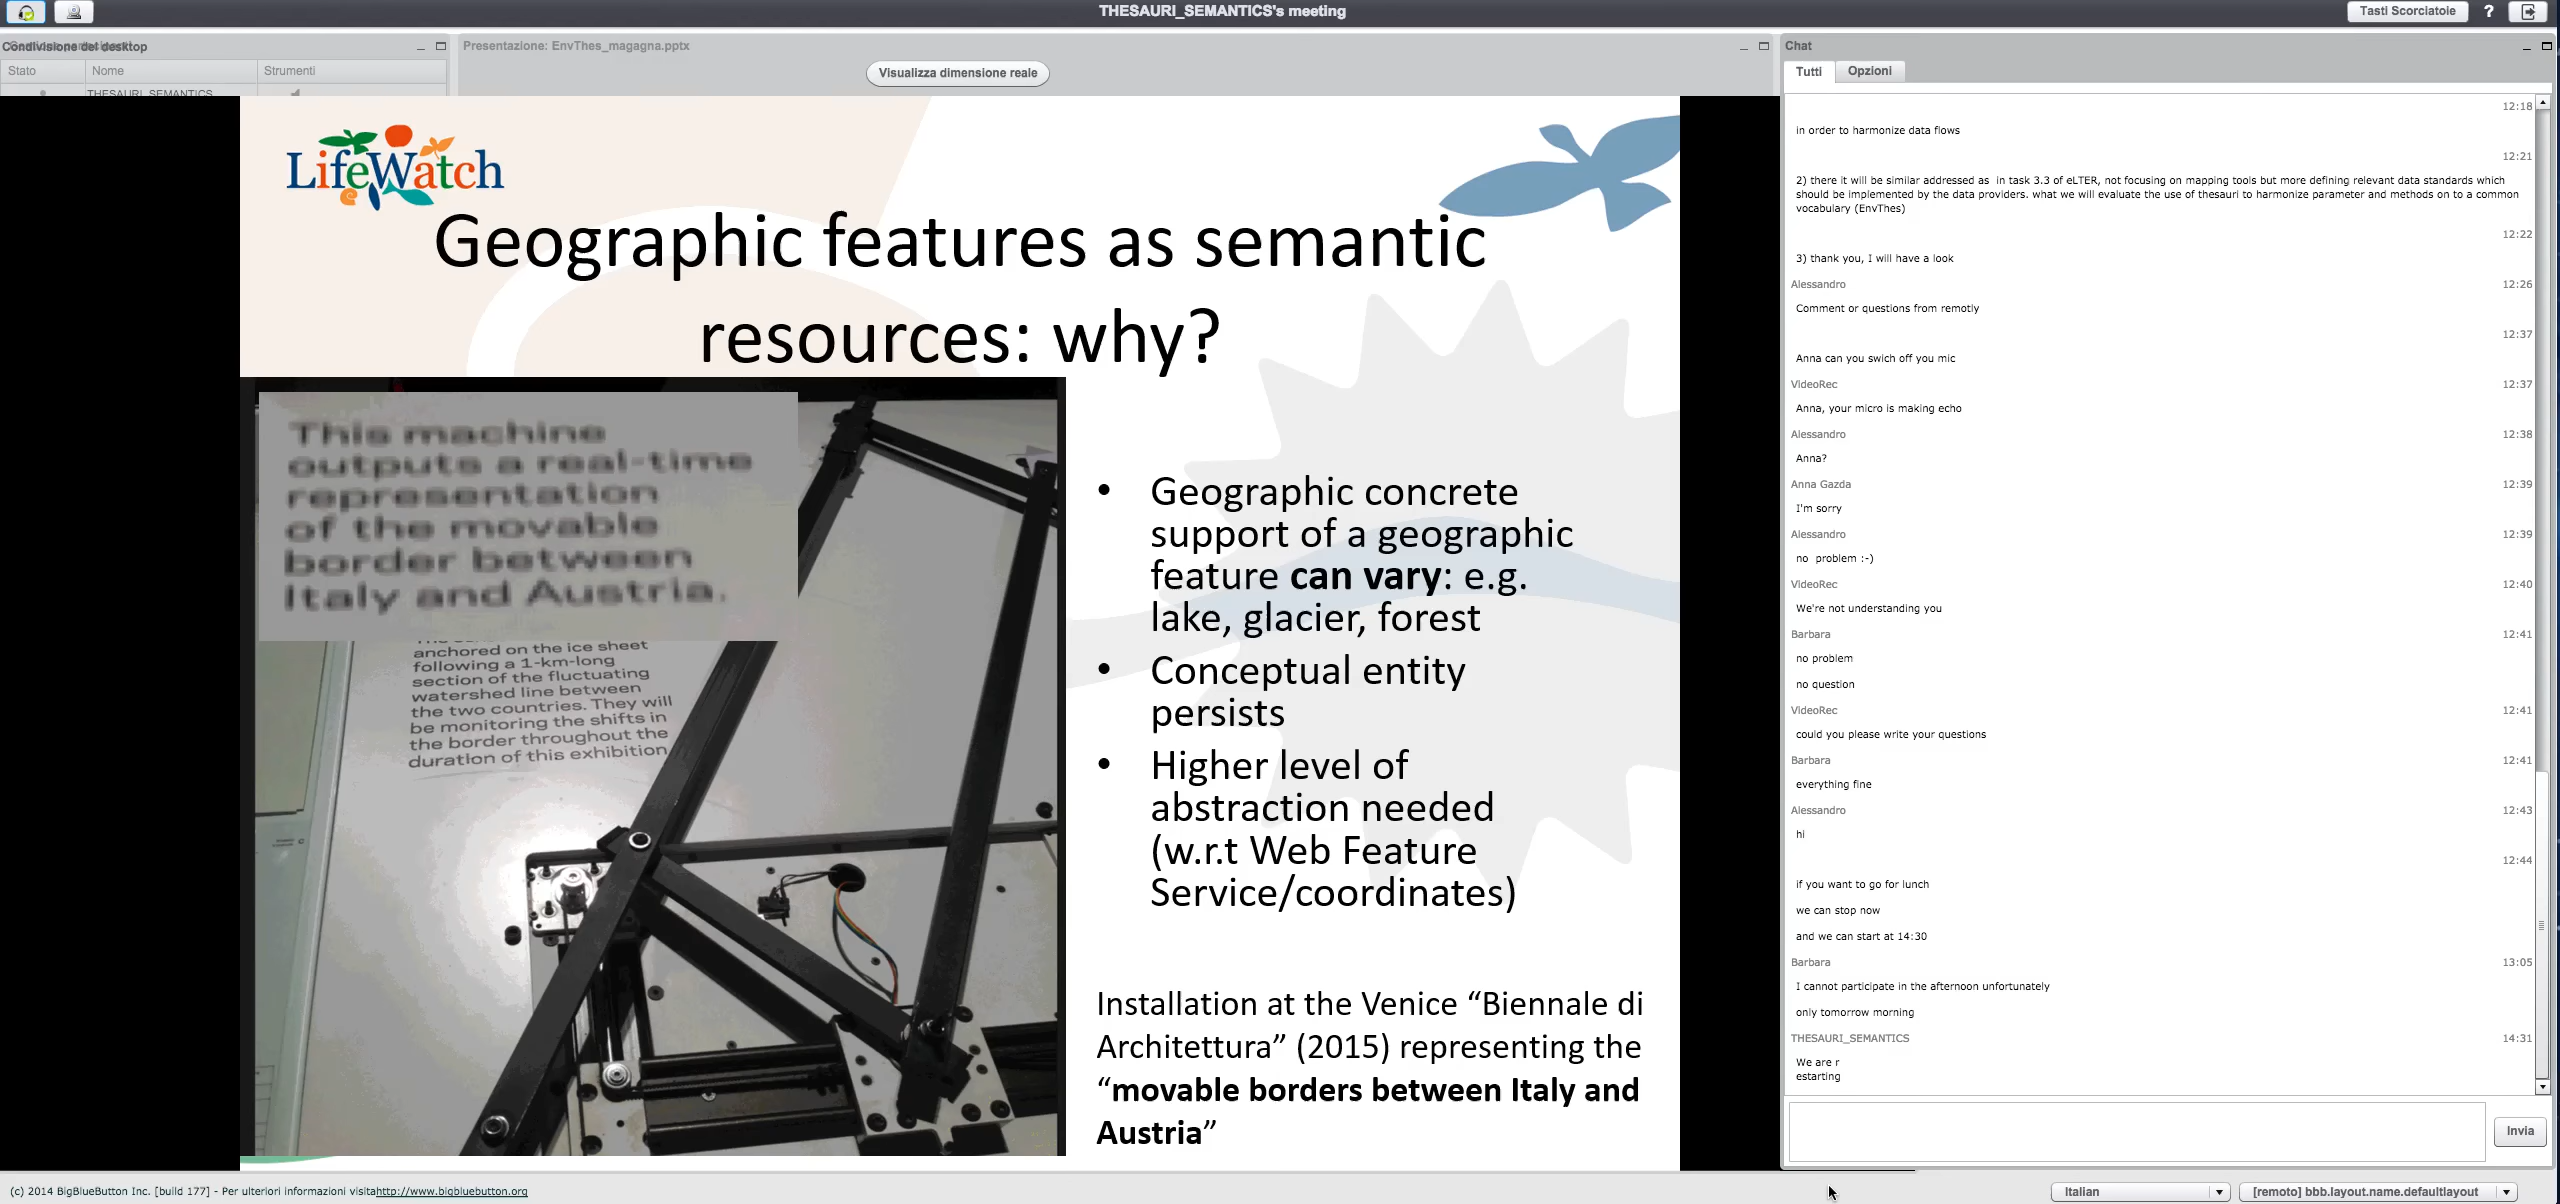 THESAURI_SEMANTICS's meeting
Tasti Scorciatoie
?
Condivisione del desktop
Stato
Nome
Strumenti
THESAURI_SEMANTICS
Presentazione: EnvThes_magagna.pptx
Visualizza dimensione reale
LifeWatch
Geographic features as semantic
resources: why?
This machine
outputs a real-time
representation
of the movable
border between
Italy and Austria.
anchored on the ice sheet
following a 1-km-long
section of the fluctuating
watershed line between
the two countries. They will
be monitoring the shifts in
the border throughout the
duration of this exhibition
• Geographic concrete
support of a geographic
feature can vary: e.g.
lake, glacier, forest
• Conceptual entity
persists
• Higher level of
abstraction needed
(w.r.t Web Feature
Service/coordinates)
Installation at the Venice “Biennale di
Architettura” (2015) representing the
“movable borders between Italy and
Austria”
Chat
Tutti
Opzioni
12:18
in order to harmonize data flows
12:21
2) there it will be similar addressed as in task 3.3 of eLTER, not focusing on mapping tools but more defining relevant data standards which
should be implemented by the data providers. what we will evaluate the use of thesauri to harmonize parameter and methods on to a common
vocabulary (EnvThes)
12:22
3) thank you, I will have a look
Alessandro 12:26
Comment or questions from remotly
12:37
Anna can you swich off you mic
VideoRec 12:37
Anna, your micro is making echo
Alessandro 12:38
Anna?
Anna Gazda 12:39
I'm sorry
Alessandro 12:39
no problem :-)
VideoRec 12:40
We're not understanding you
Barbara 12:41
no problem
no question
VideoRec 12:41
could you please write your questions
Barbara 12:41
everything fine
Alessandro 12:43
hi
12:44
if you want to go for lunch
we can stop now
and we can start at 14:30
Barbara 13:05
I cannot participate in the afternoon unfortunately
only tomorrow morning
THESAURI_SEMANTICS 14:31
We are r
estarting
Invia
(c) 2014 BigBlueButton Inc. [build 177] - Per ulteriori informazioni visitahttp://www.bigbluebutton.org
Italian
[remoto] bbb.layout.name.defaultlayout